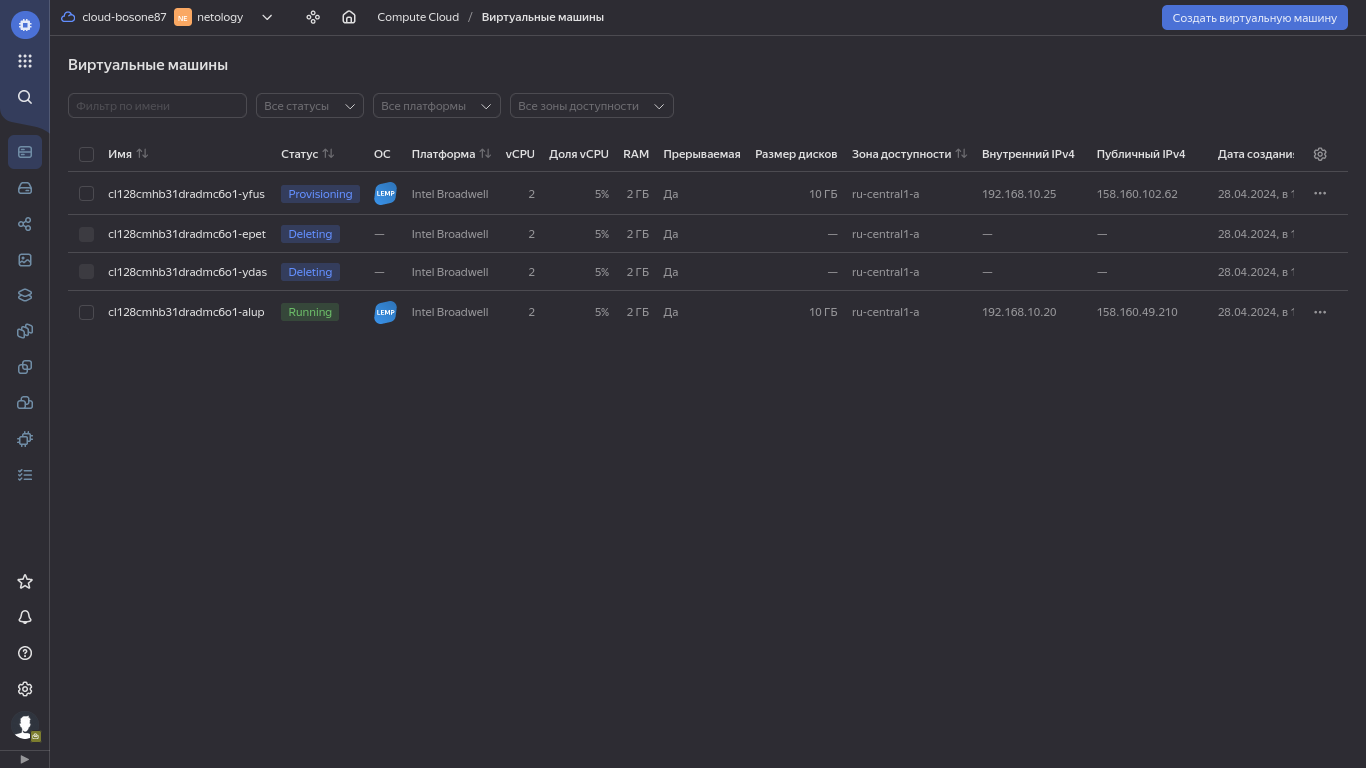 cloud-bosone87 NE netology Compute Cloud / Виртуальные машины Создать виртуальную машину
Виртуальные машины
Фильтр по имени Все статусы Все платформы Все зоны доступности
Имя Статус ОС Платформа vCPU Доля vCPU RAM Прерываемая Размер дисков Зона доступности Внутренний IPv4 Публичный IPv4 Дата создани
cl128cmhb31dradmc6o1-yfus Provisioning LEMP Intel Broadwell 2 5% 2 ГБ Да 10 ГБ ru-central1-a 192.168.10.25 158.160.102.62 28.04.2024, в 1
cl128cmhb31dradmc6o1-epet Deleting — Intel Broadwell 2 5% 2 ГБ Да — ru-central1-a — — 28.04.2024, в 1
cl128cmhb31dradmc6o1-ydas Deleting — Intel Broadwell 2 5% 2 ГБ Да — ru-central1-a — — 28.04.2024, в 1
cl128cmhb31dradmc6o1-alup Running LEMP Intel Broadwell 2 5% 2 ГБ Да 10 ГБ ru-central1-a 192.168.10.20 158.160.49.210 28.04.2024, в 1